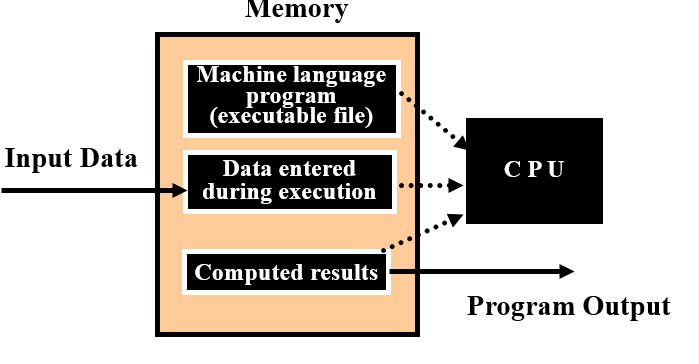 Memory
Machine language
program
(executable file)
Input Data
Data entered
during execution
C P U
Computed results
Program Output